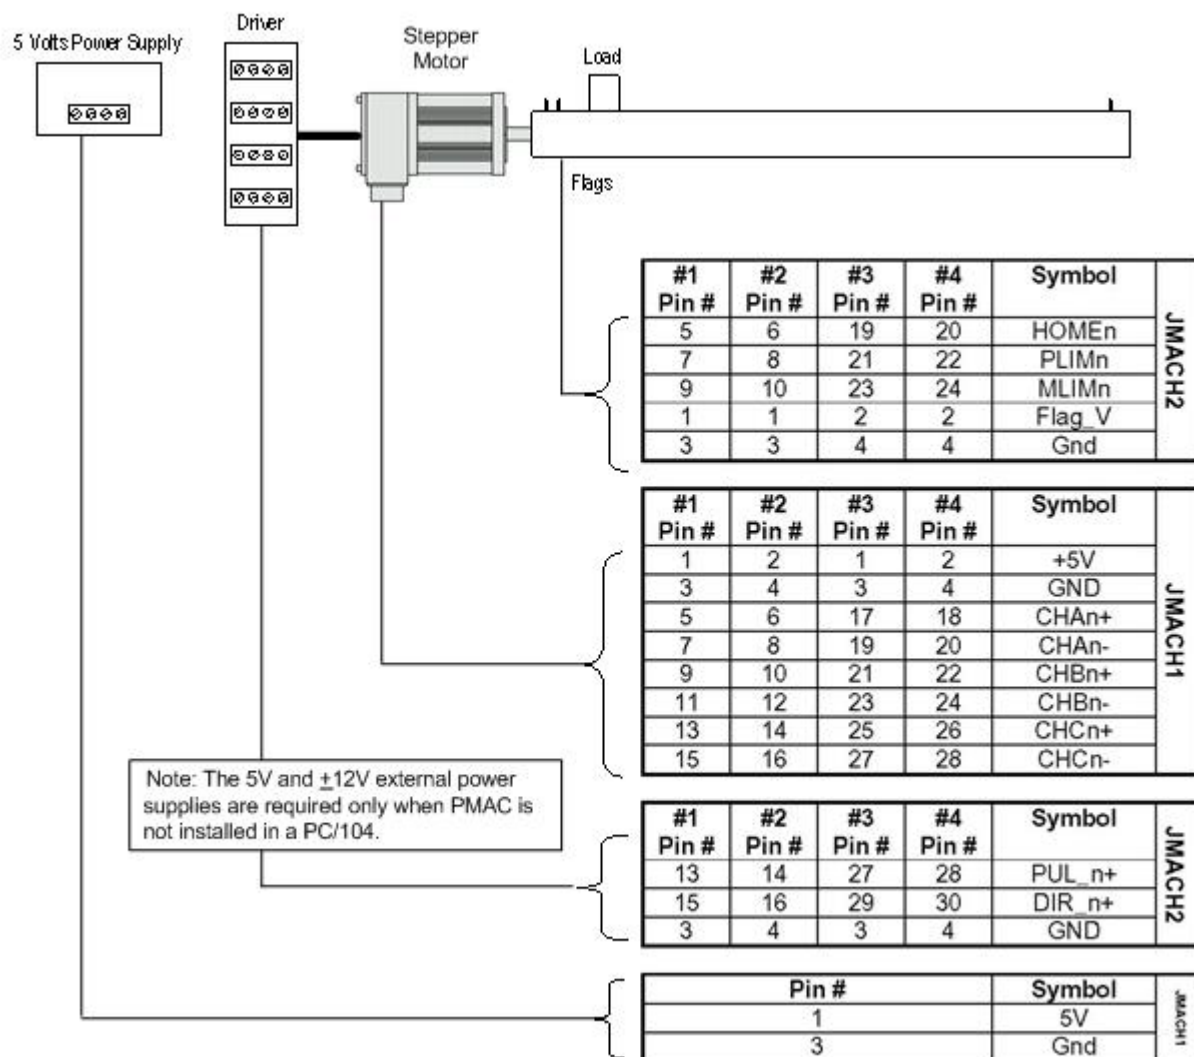 5 Volts Power Supply
Driver
Stepper
Motor
Load
Flags
#1 #2 #3 #4 Symbol
Pin # Pin # Pin # Pin #
5 6 19 20 HOMEn
7 8 21 22 PLIMn
9 10 23 24 MLIMn
1 1 2 2 Flag_V
3 3 4 4 Gnd
JMACH2
#1 #2 #3 #4 Symbol
Pin # Pin # Pin # Pin #
1 2 1 2 +5V
3 4 3 4 GND
5 6 17 18 CHAn+
7 8 19 20 CHAn-
9 10 21 22 CHBn+
11 12 23 24 CHBn-
13 14 25 26 CHCn+
15 16 27 28 CHCn-
JMACH1
Note: The 5V and ±12V external power
supplies are required only when PMAC is
not installed in a PC/104.
#1 #2 #3 #4 Symbol
Pin # Pin # Pin # Pin #
13 14 27 28 PUL_n+
15 16 29 30 DIR_n+
3 4 3 4 GND
JMACH2
Pin # Symbol
1 5V
3 Gnd
JMACH1